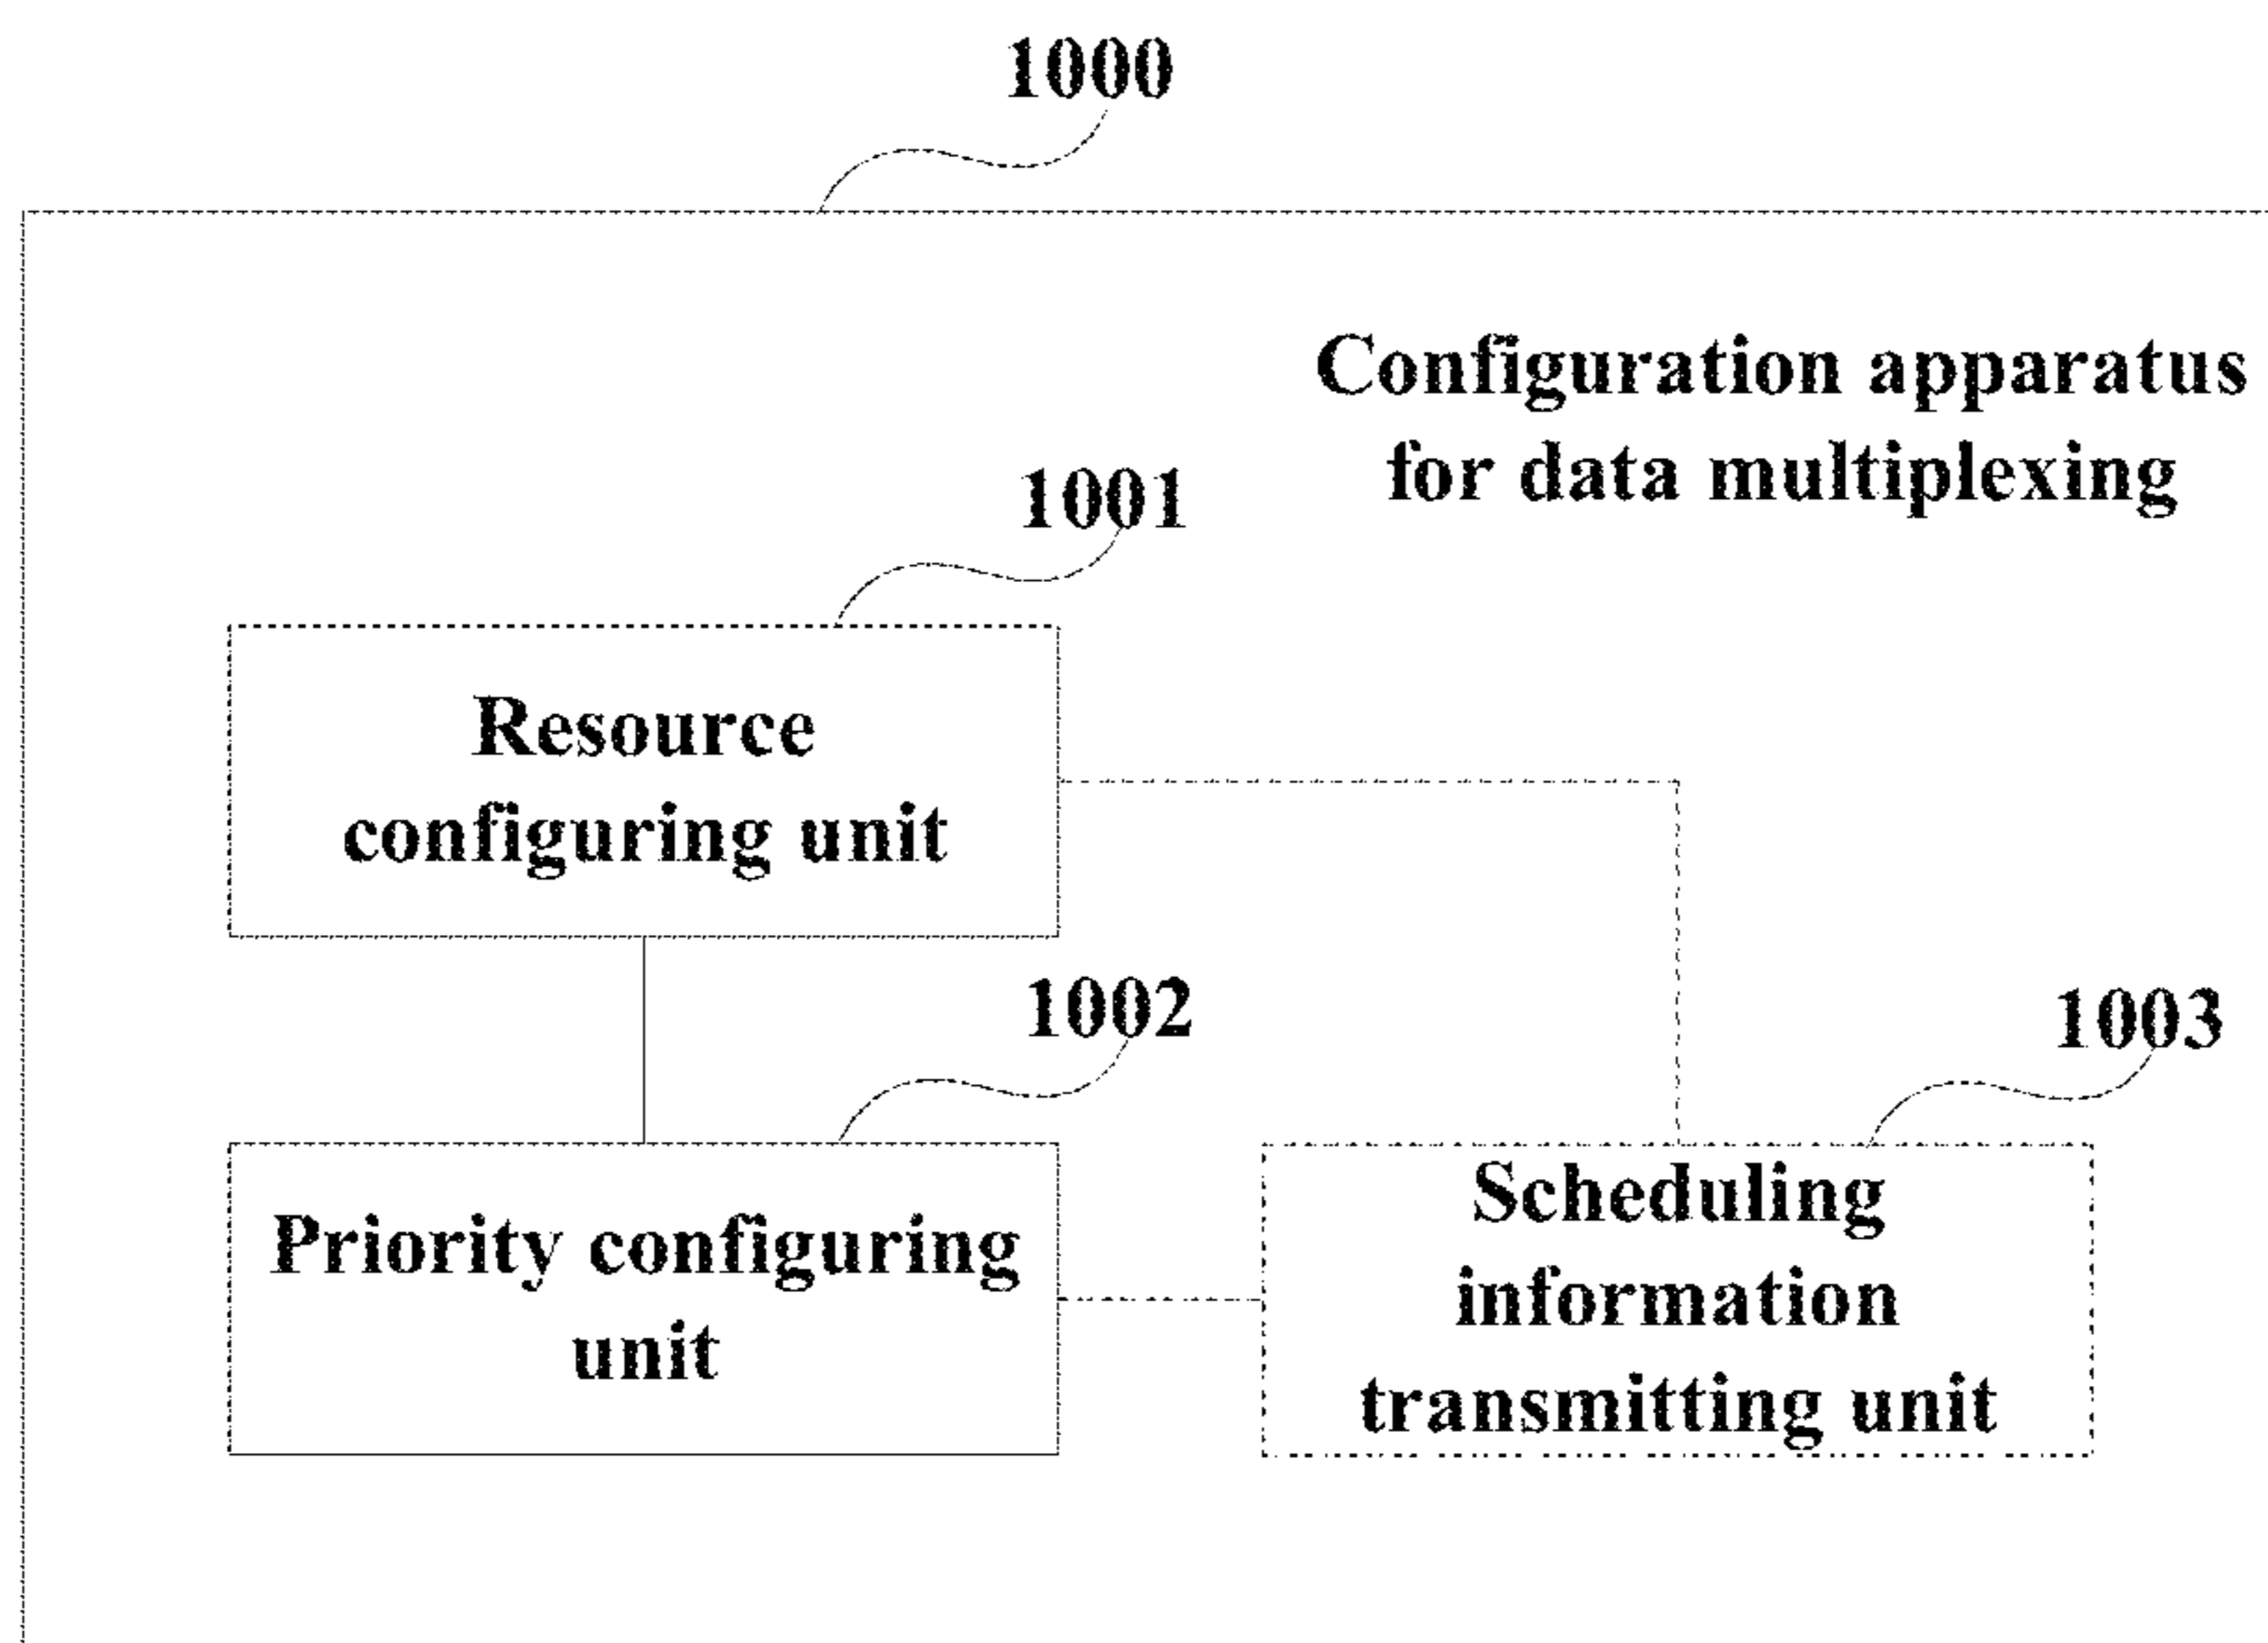 1000
Configuration apparatus
for data multiplexing
1001
Resource
configuring unit
1002
1003
Priority configuring
unit
Scheduling
information
transmitting unit